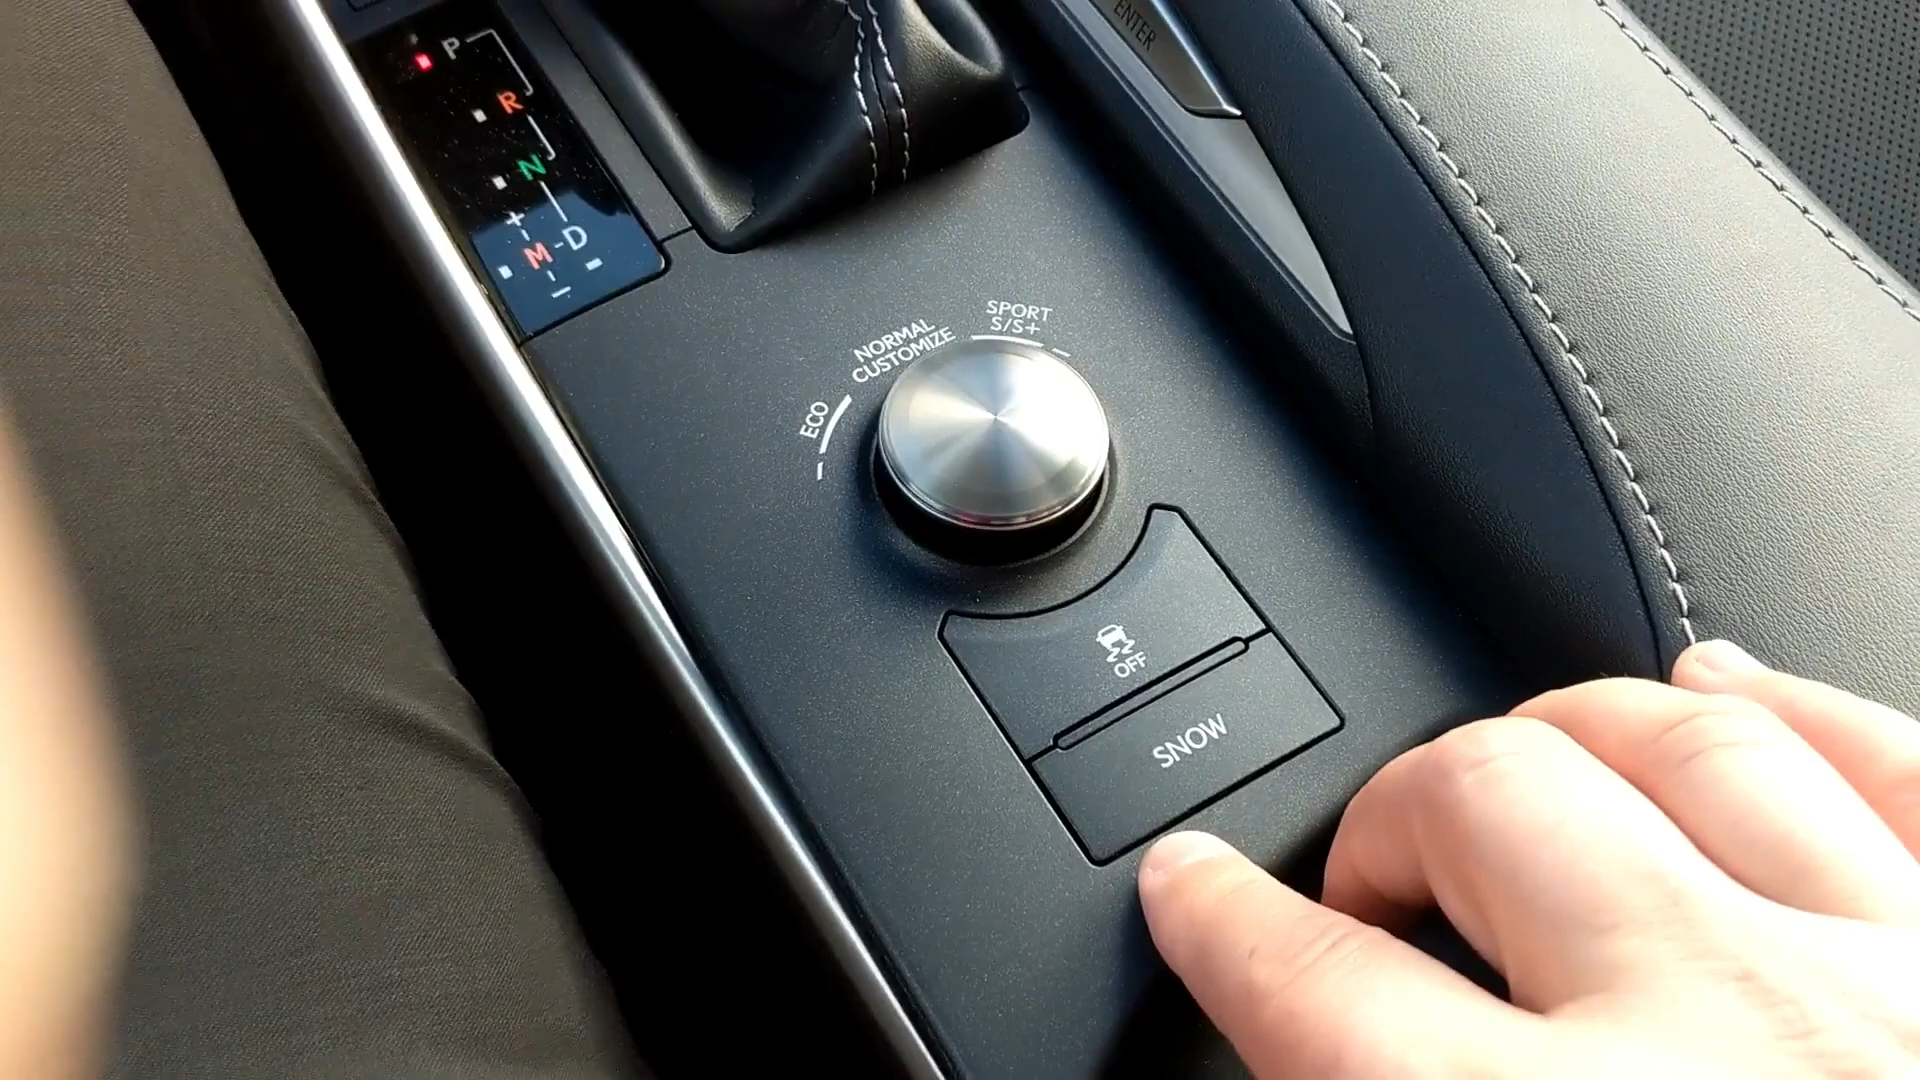 ENTER
P
R
N
+
M - D
−
NORMAL
CUSTOMIZE
SPORT
S/S+
ECO
OFF
SNOW